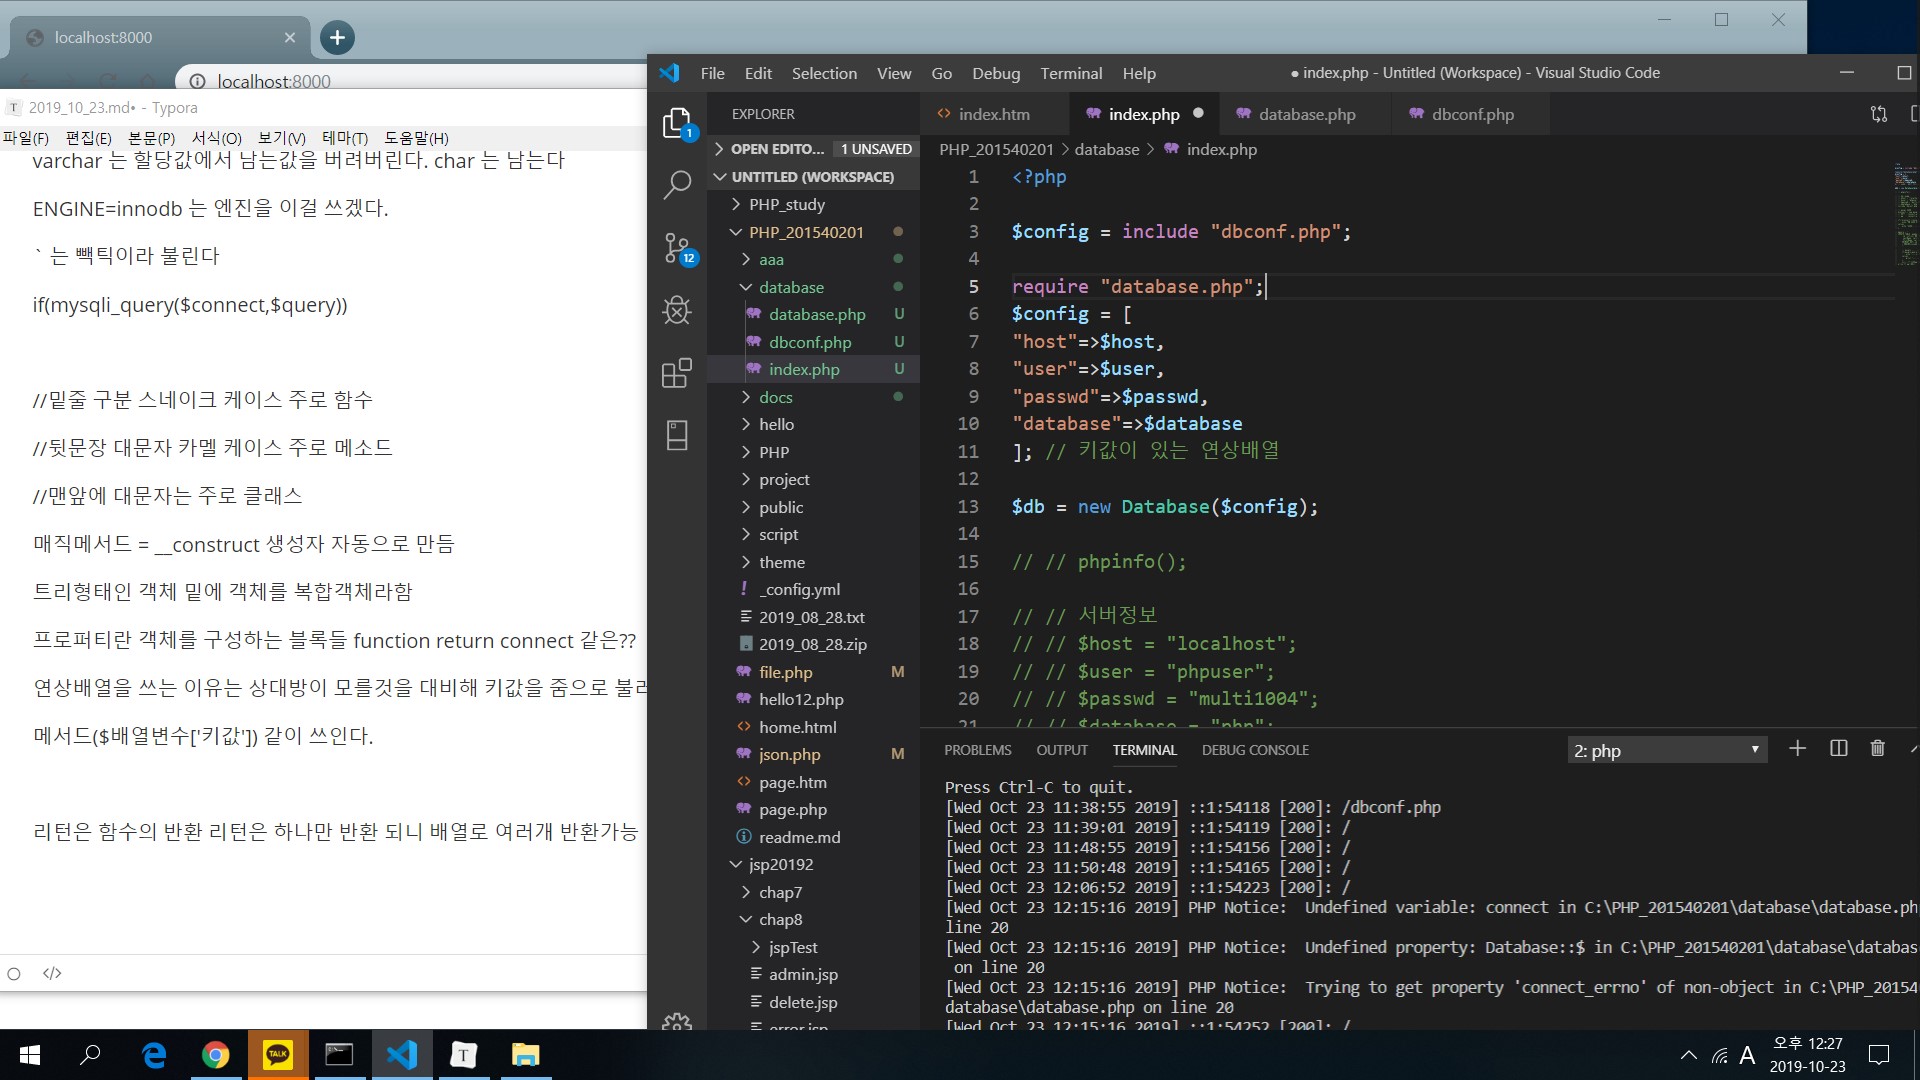 localhost:8000
localhost:8000
2019_10_23.md• - Typora
파일(F) 편집(E) 본문(P) 서식(O) 보기(V) 테마(T) 도움말(H)
varchar 는 할당값에서 남는값을 버려버린다. char 는 남는다
ENGINE=innodb 는 엔진을 이걸 쓰겠다.
` 는 빽틱이라 불린다
if(mysqli_query($connect,$query))
//밑줄 구분 스네이크 케이스 주로 함수
//뒷문장 대문자 카멜 케이스 주로 메소드
//맨앞에 대문자는 주로 클래스
매직메서드 = __construct 생성자 자동으로 만듬
트리형태인 객체 밑에 객체를 복합객체라함
프로퍼티란 객체를 구성하는 블록들 function return connect 같은??
연상배열을 쓰는 이유는 상대방이 모를것을 대비해 키값을 줌으로
메서드($배열변수['키값']) 같이 쓰인다.
리턴은 함수의 반환 리턴은 하나만 반환 되니 배열로 여러개 반환가능
</>
File Edit Selection View Go Debug Terminal Help
● index.php - Untitled (Workspace) - Visual Studio Code
1
12
EXPLORER
OPEN EDITO... 1 UNSAVED
UNTITLED (WORKSPACE)
PHP_study
PHP_201540201
aaa
database
database.php U
dbconf.php U
index.php U
docs
hello
PHP
project
public
script
theme
_config.yml
2019_08_28.txt
2019_08_28.zip
file.php M
hello12.php
home.html
json.php M
page.htm
page.php
readme.md
jsp20192
chap7
chap8
jspTest
admin.jsp
delete.jsp
error.jsp
index.htm index.php database.php dbconf.php
PHP_201540201 > database > index.php
1 <?php
2
3 $config = include "dbconf.php";
4
5 require "database.php";
6 $config = [
7 "host"=>$host,
8 "user"=>$user,
9 "passwd"=>$passwd,
10 "database"=>$database
11 ]; // 키값이 있는 연상배열
12
13 $db = new Database($config);
14
15 // // phpinfo();
16
17 // // 서버정보
18 // // $host = "localhost";
19 // // $user = "phpuser";
20 // // $passwd = "multi1004";
21 // // $database = "php";
PROBLEMS OUTPUT TERMINAL DEBUG CONSOLE 2: php
Press Ctrl-C to quit.
[Wed Oct 23 11:38:55 2019] ::1:54118 [200]: /dbconf.php
[Wed Oct 23 11:39:01 2019] ::1:54119 [200]: /
[Wed Oct 23 11:48:55 2019] ::1:54156 [200]: /
[Wed Oct 23 11:50:48 2019] ::1:54165 [200]: /
[Wed Oct 23 12:06:52 2019] ::1:54223 [200]: /
[Wed Oct 23 12:15:16 2019] PHP Notice:  Undefined variable: connect in C:\PHP_201540201\database\database.ph
line 20
[Wed Oct 23 12:15:16 2019] PHP Notice:  Undefined property: Database::$ in C:\PHP_201540201\database\databas
on line 20
[Wed Oct 23 12:15:16 2019] PHP Notice:  Trying to get property 'connect_errno' of non-object in C:\PHP_20154
database\database.php on line 20
[Wed Oct 23 12:15:16 2019] ::1:54252 [200]: /
TALK
T
A
오후 12:27
2019-10-23